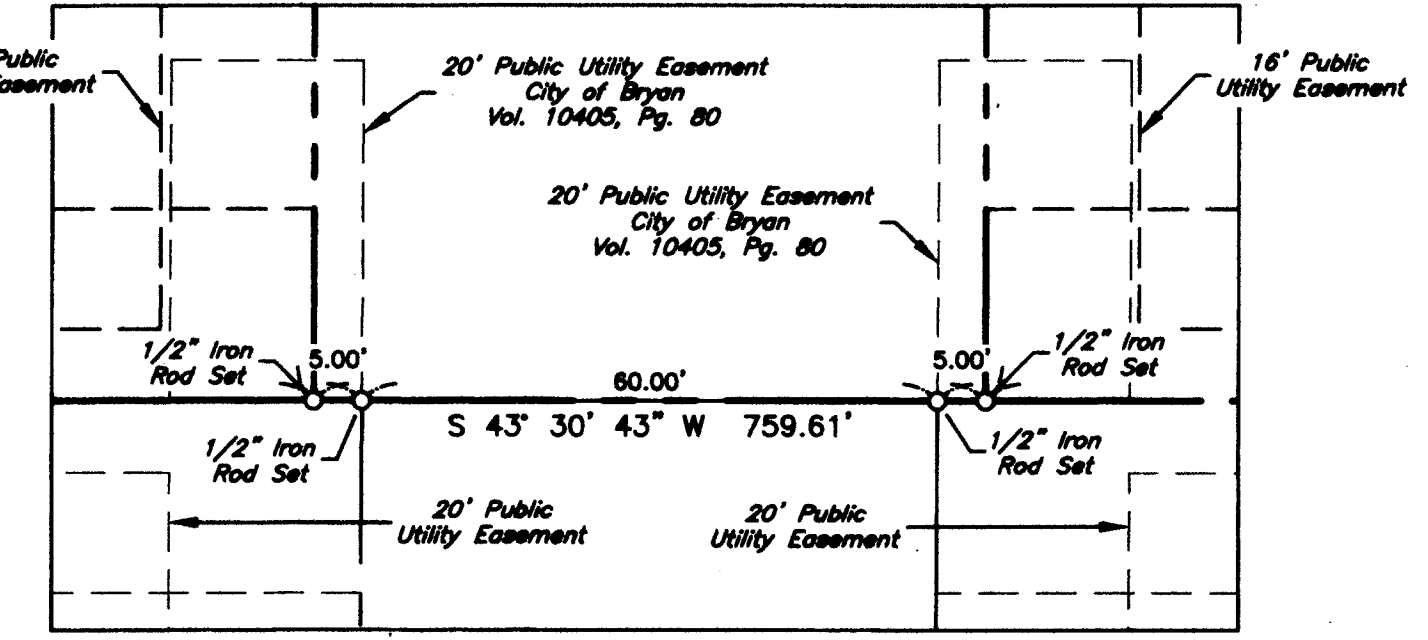 Public
Easement
20' Public Utility Easement
City of Bryan
Vol. 10405, Pg. 80
16' Public
Utility Easement
20' Public Utility Easement
City of Bryan
Vol. 10405, Pg. 80
1/2" Iron
Rod Set
5.00'
60.00'
5.00'
1/2" Iron
Rod Set
S 43° 30' 43" W 759.61'
1/2" Iron
Rod Set
1/2" Iron
Rod Set
20' Public
Utility Easement
20' Public
Utility Easement